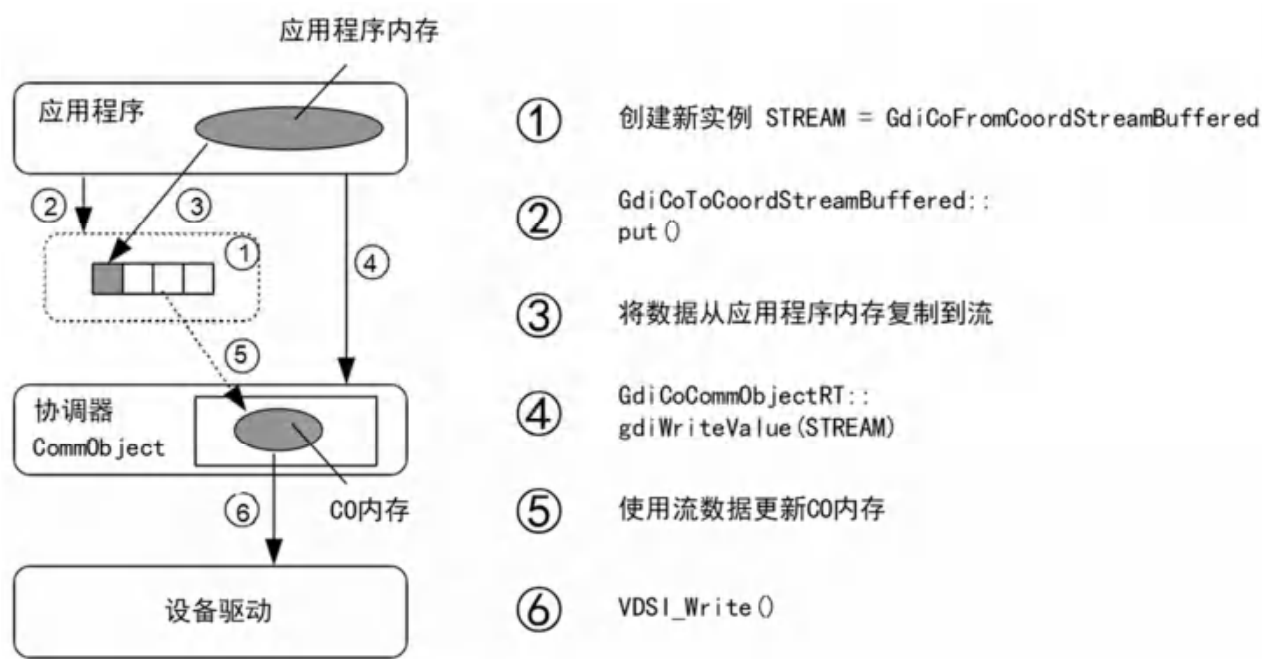 应用程序内存
应用程序
②
③
①
④
⑤
协调器
CommObject
⑥
CO内存
设备驱动
① 创建新实例 STREAM = GdiCoFromCoordStreamBuffered
② GdiCoToCoordStreamBuffered::
put()
③ 将数据从应用程序内存复制到流
④ GdiCoCommObjectRT::
gdiWriteValue(STREAM)
⑤ 使用流数据更新CO内存
⑥ VDSI_Write()